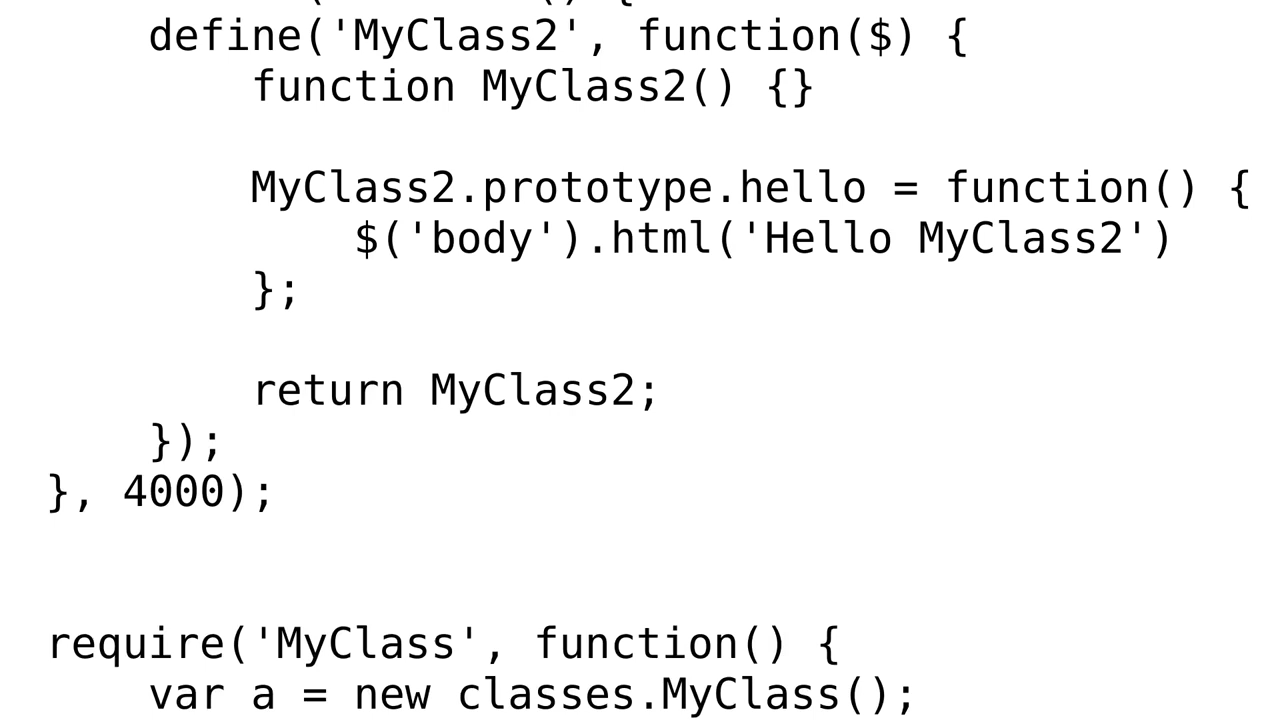 define('MyClass2', function($) {
function MyClass2() {}
MyClass2.prototype.hello = function() {
$('body').html('Hello MyClass2')
};
return MyClass2;
});
}, 4000);
require('MyClass', function() {
var a = new classes.MyClass();